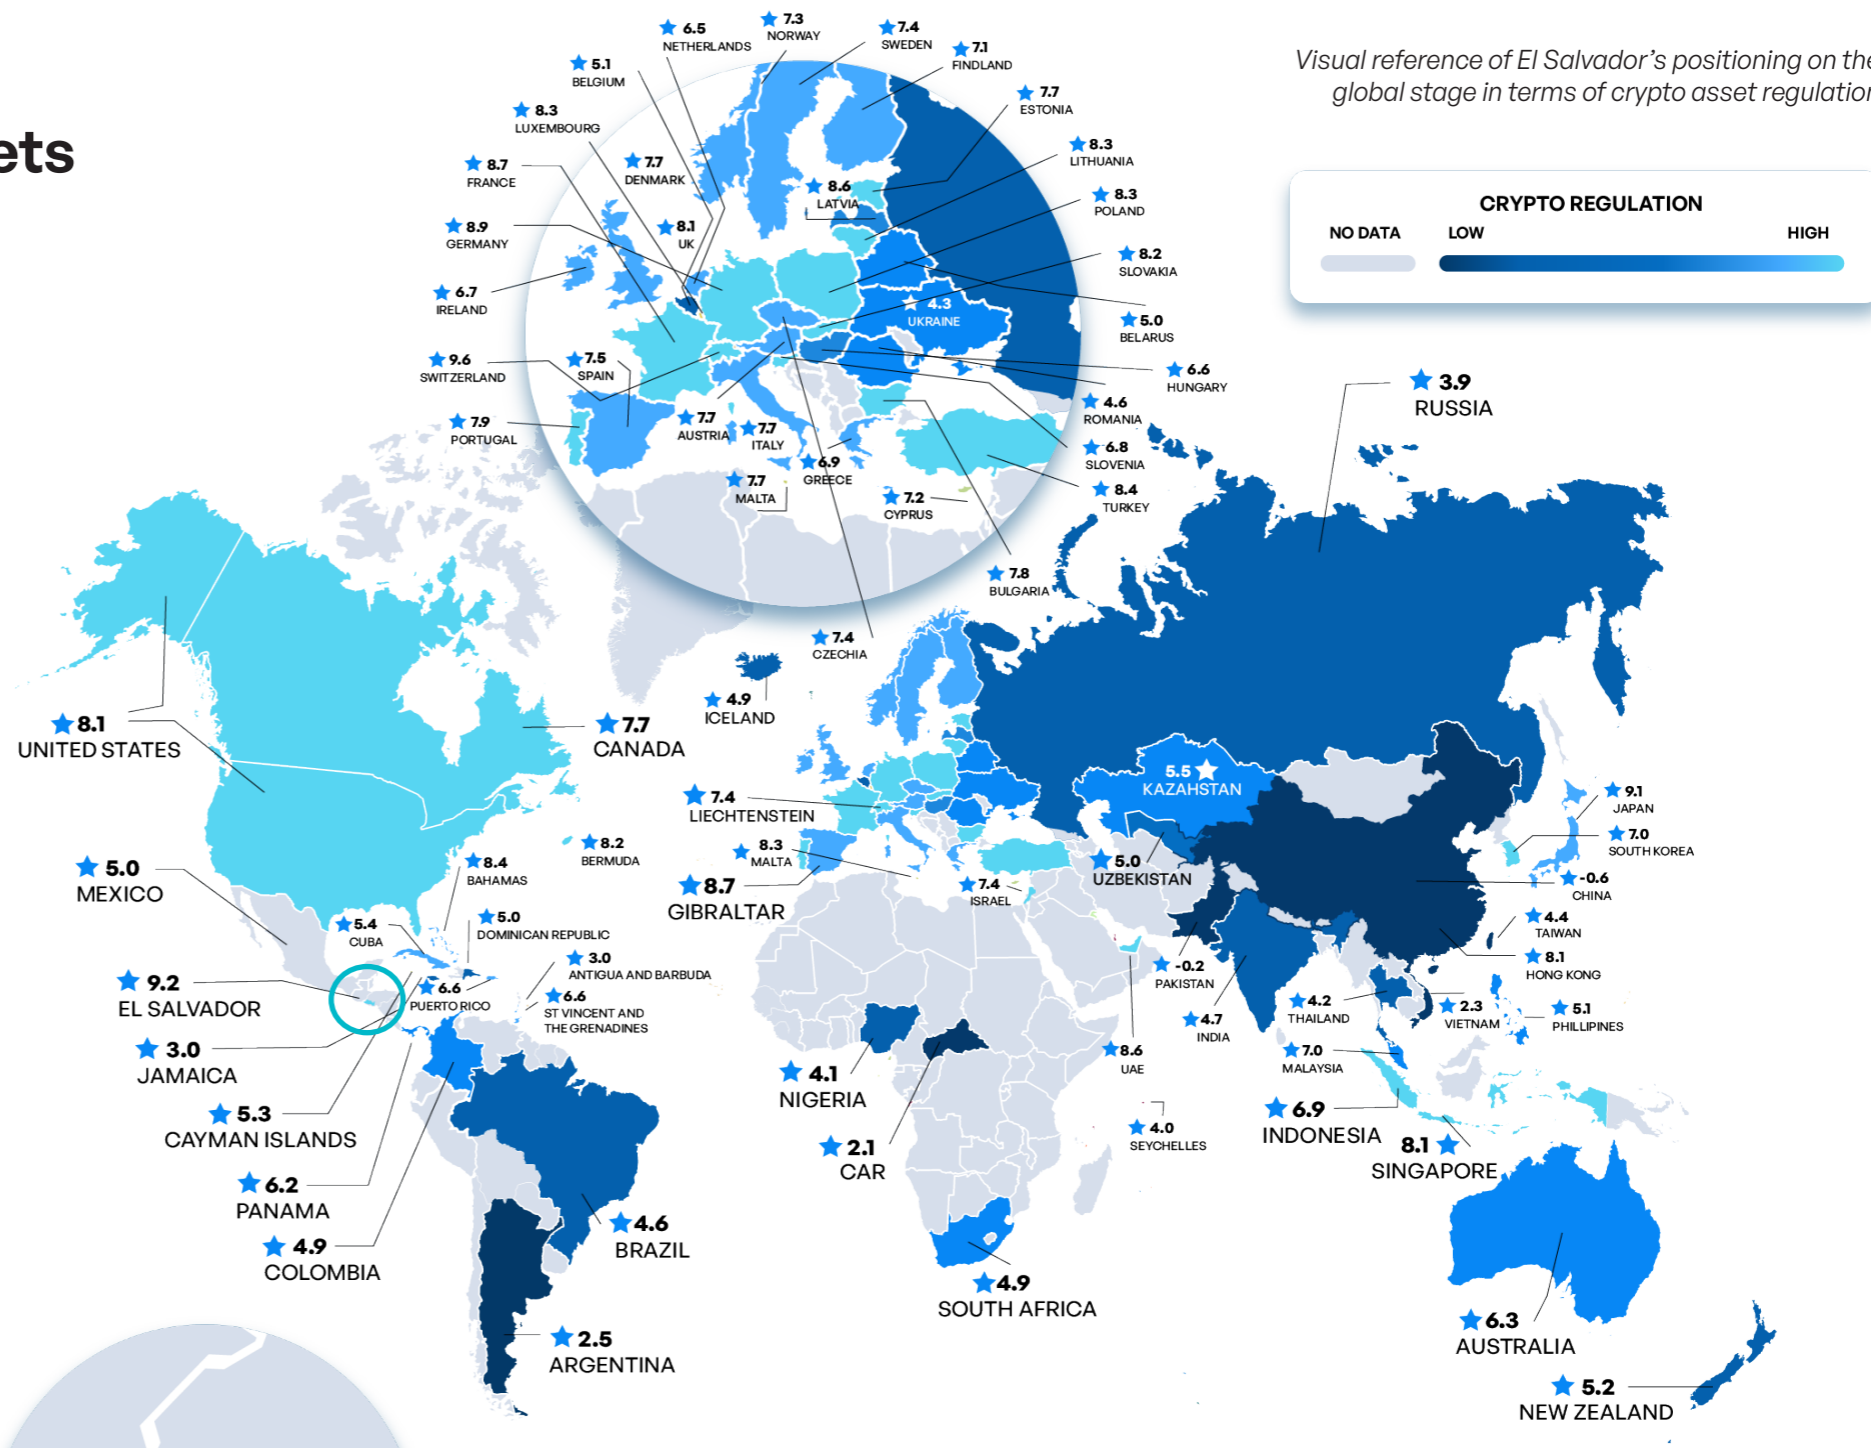 ets
Visual reference of El Salvador's positioning on the
global stage in terms of crypto asset regulation
CRYPTO REGULATION
NO DATA
LOW
HIGH
7.3
NORWAY
6.5
NETHERLANDS
7.4
SWEDEN
7.1
FINDLAND
5.1
BELGIUM
7.7
ESTONIA
8.3
LUXEMBOURG
8.3
LITHUANIA
8.7
FRANCE
7.7
DENMARK
8.6
LATVIA
8.3
POLAND
8.9
GERMANY
8.1
UK
8.2
SLOVAKIA
6.7
IRELAND
4.3
UKRAINE
5.0
BELARUS
9.6
SWITZERLAND
7.5
SPAIN
6.6
HUNGARY
4.6
ROMANIA
7.9
PORTUGAL
7.7
AUSTRIA
7.7
ITALY
6.9
GREECE
6.8
SLOVENIA
7.7
MALTA
7.2
CYPRUS
8.4
TURKEY
7.8
BULGARIA
7.4
CZECHIA
3.9
RUSSIA
4.9
ICELAND
8.1
UNITED STATES
7.7
CANADA
5.5
KAZAHSTAN
7.4
LIECHTENSTEIN
9.1
JAPAN
7.0
SOUTH KOREA
8.2
BERMUDA
8.3
MALTA
8.4
BAHAMAS
5.0
MEXICO
8.7
GIBRALTAR
7.4
ISRAEL
5.0
UZBEKISTAN
-0.6
CHINA
5.4
CUBA
5.0
DOMINICAN REPUBLIC
4.4
TAIWAN
3.0
ANTIGUA AND BARBUDA
8.1
HONG KONG
-0.2
PAKISTAN
9.2
EL SALVADOR
6.6
PUERTO RICO
6.6
ST VINCENT AND
THE GRENADINES
4.2
THAILAND
2.3
VIETNAM
5.1
PHILLIPINES
4.7
INDIA
3.0
JAMAICA
8.6
UAE
7.0
MALAYSIA
4.1
NIGERIA
5.3
CAYMAN ISLANDS
4.0
SEYCHELLES
6.9
INDONESIA
2.1
CAR
8.1
SINGAPORE
6.2
PANAMA
4.6
BRAZIL
4.9
COLOMBIA
4.9
SOUTH AFRICA
6.3
AUSTRALIA
2.5
ARGENTINA
5.2
NEW ZEALAND